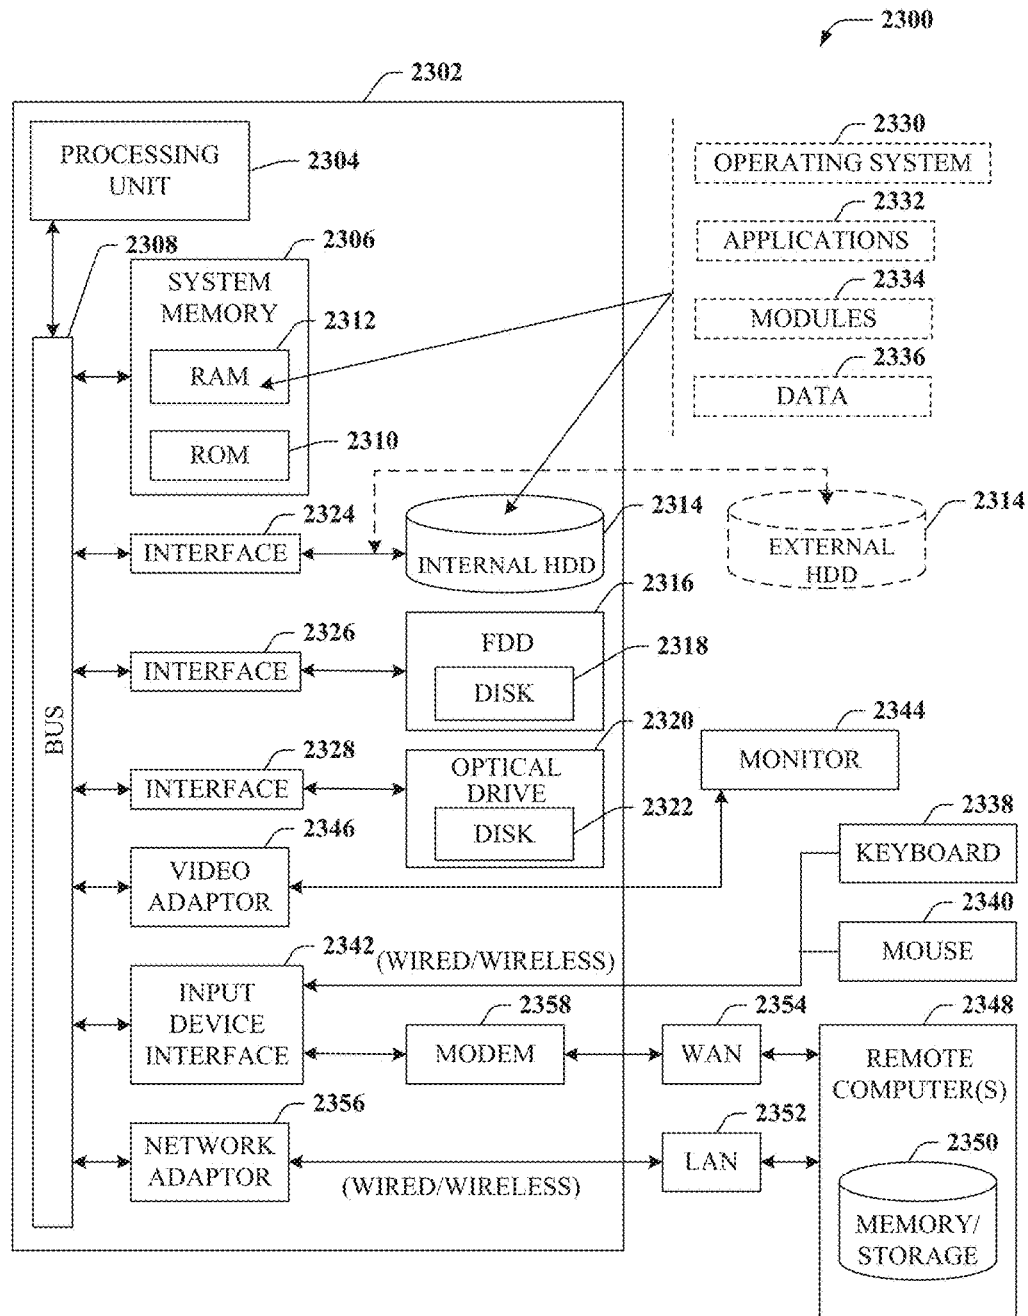 2300
2302
PROCESSING
UNIT
2304
2308
2306
SYSTEM
MEMORY
2312
RAM
2310
ROM
2330
OPERATING SYSTEM
2332
APPLICATIONS
2334
MODULES
2336
DATA
BUS
2324
INTERFACE
2314
INTERNAL HDD
2314
EXTERNAL
HDD
2326
INTERFACE
2316
FDD
2318
DISK
2328
INTERFACE
2320
OPTICAL
DRIVE
2322
DISK
2344
MONITOR
2346
VIDEO
ADAPTOR
2338
KEYBOARD
2340
MOUSE
2342
(WIRED/WIRELESS)
INPUT
DEVICE
INTERFACE
2358
MODEM
2354
WAN
2348
REMOTE
COMPUTER(S)
2356
NETWORK
ADAPTOR
(WIRED/WIRELESS)
2352
LAN
2350
MEMORY/
STORAGE